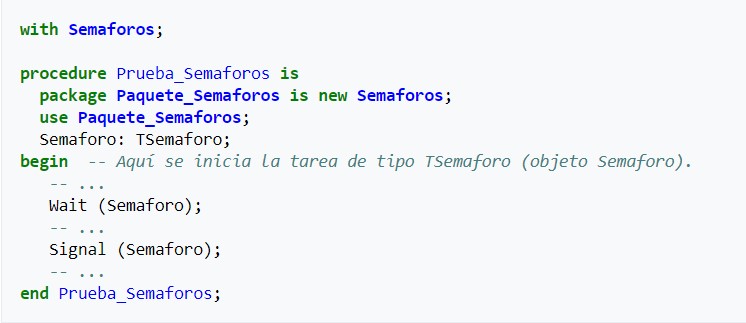 with Semaforos;
procedure Prueba_Semaforos is
package Paquete_Semaforos is new Semaforos;
use Paquete_Semaforos;
Semaforo: TSemaforo;
begin -- Aquí se inicia la tarea de tipo TSemaforo (objeto Semaforo).
-- ...
Wait (Semaforo);
-- ...
Signal (Semaforo);
-- ...
end Prueba_Semaforos;